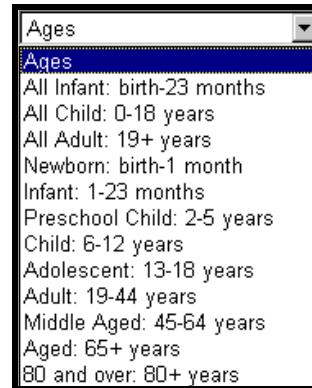 Ages
Ages
All Infant: birth-23 months
All Child: 0-18 years
All Adult: 19+ years
Newborn: birth-1 month
Infant: 1-23 months
Preschool Child: 2-5 years
Child: 6-12 years
Adolescent: 13-18 years
Adult: 19-44 years
Middle Aged: 45-64 years
Aged: 65+ years
80 and over: 80+ years